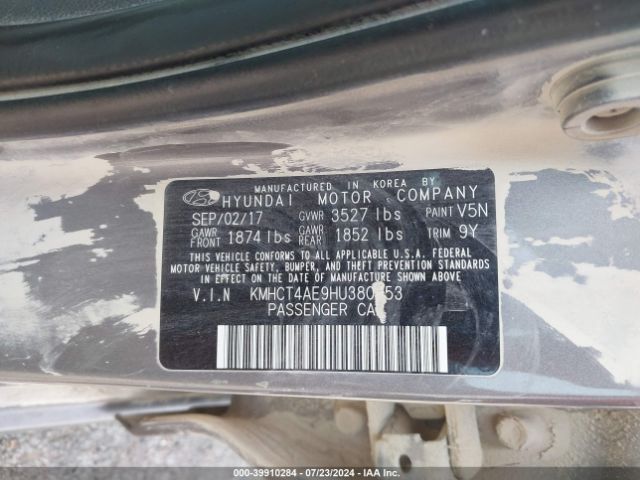 MANUFACTURED IN KOREA BY
HYUNDAI MOTOR COMPANY
SEP/02/17 GVWR 3527 lbs PAINT V5N
GAWR FRONT 1874 lbs GAWR REAR 1852 lbs TRIM 9Y
THIS VEHICLE CONFORMS TO ALL APPLICABLE U.S.A. FEDERAL
MOTOR VEHICLE SAFETY, BUMPER, AND THEFT PREVENTION STANDARDS
IN EFFECT ON THE DATE OF MANUFACTURE SHOWN ABOVE.
V.I.N
PASSENGER
000-39910284 - 07/23/2024 - IAA Inc.